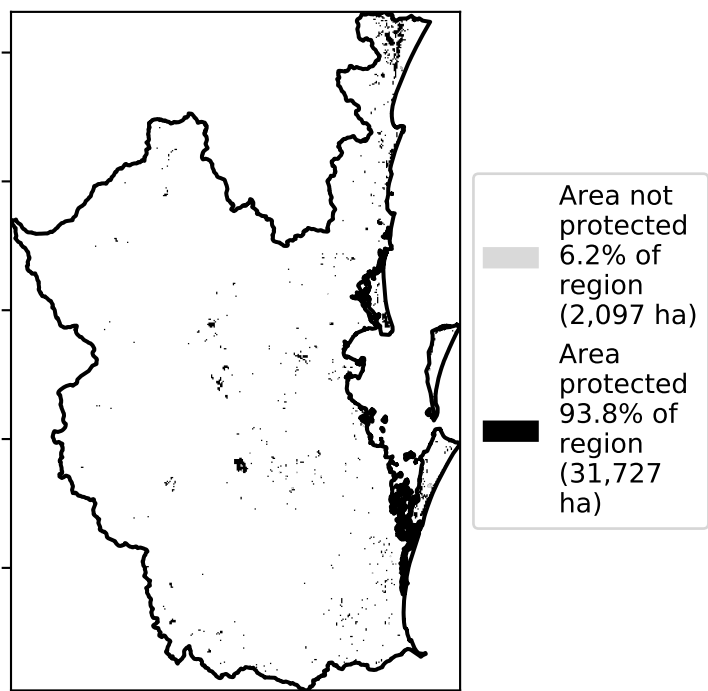 Area not
protected
6.2% of
region
(2,097 ha)
Area
protected
93.8% of
region
(31,727
ha)